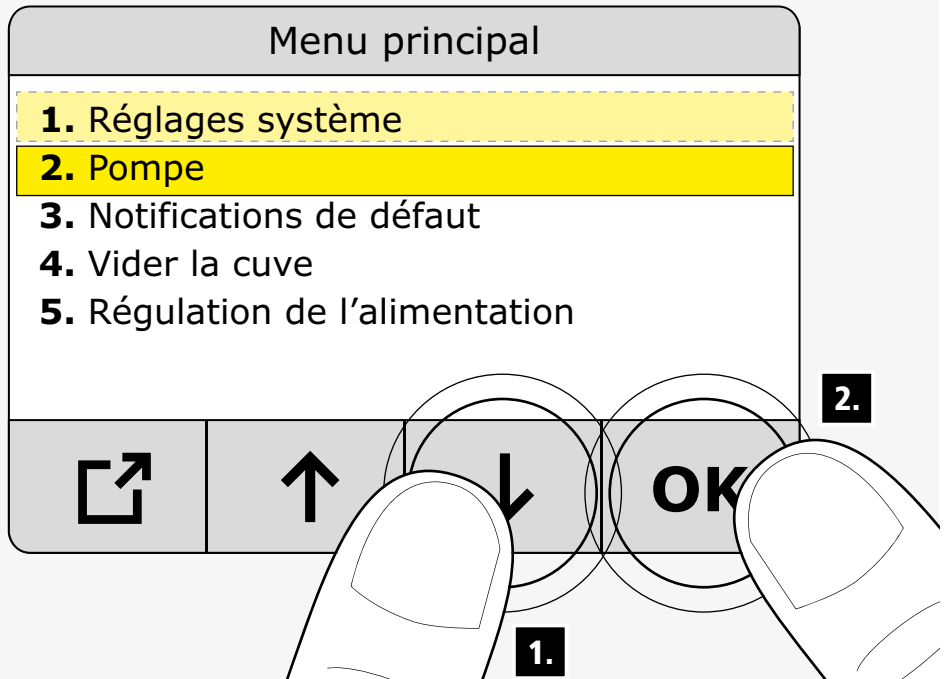 Menu principal
1. Réglages système
2. Pompe
3. Notifications de défaut
4. Vider la cuve
5. Régulation de l’alimentation
2.
OK
1.